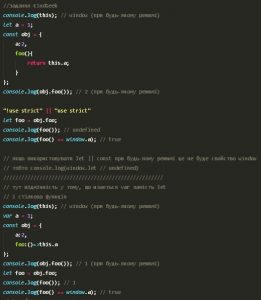 //задание tindeek
console.log(this); // window (при будь-якому режимі)
let a = 1;
const obj = {
a:2,
foo(){
return this.a;
}
};
console.log(obj.foo()); // 2 (при будь-якому режимі)
"!use strict" || "use strict"
let foo = obj.foo;
console.log(foo()); // undefined
console.log(foo() == window.a); // true
// якщо використовувати let || const при будь-якому режимі це не буде свойство window
// тобто console.log(window.let // undefined)
// тут відмінність у тому, що візьметься var замість let
// і стрілкова функція
console.log(this); // window (при будь-якому режимі)
var a = 1;
const obj = {
a:2,
foo:()=>this.a
};
console.log(obj.foo()); // 1 (при будь-якому режимі)
let foo = obj.foo;
console.log(foo()); // 1
console.log(foo() == window.a); // true